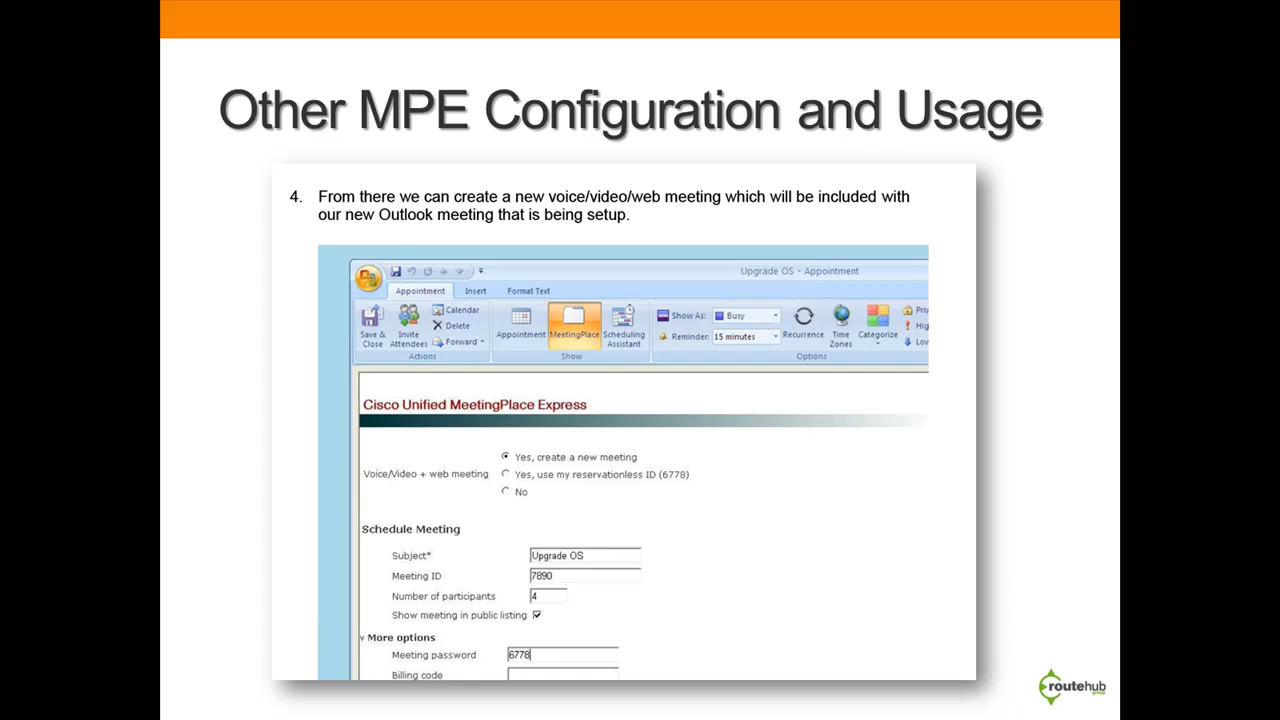 Other MPE Configuration and Usage
4. From there we can create a new voice/video/web meeting which will be included with
our new Outlook meeting that is being setup.
Upgrade OS - Appointment
Appointment Insert Format Text
Save & Close
Invite Attendees
Calendar
Delete
Forward
Actions
Appointment
MeetingPlace
Scheduling Assistant
Show
Show As: Busy
Reminder: 15 minutes
Recurrence
Time Zones
Categorize
Options
Pri
Hig
Lov
Cisco Unified MeetingPlace Express
Voice/Video + web meeting
Yes, create a new meeting
Yes, use my reservationless ID (6778)
No
Schedule Meeting
Subject* Upgrade OS
Meeting ID 7890
Number of participants 4
Show meeting in public listing
v More options
Meeting password 6778
Billing code
routehub
group